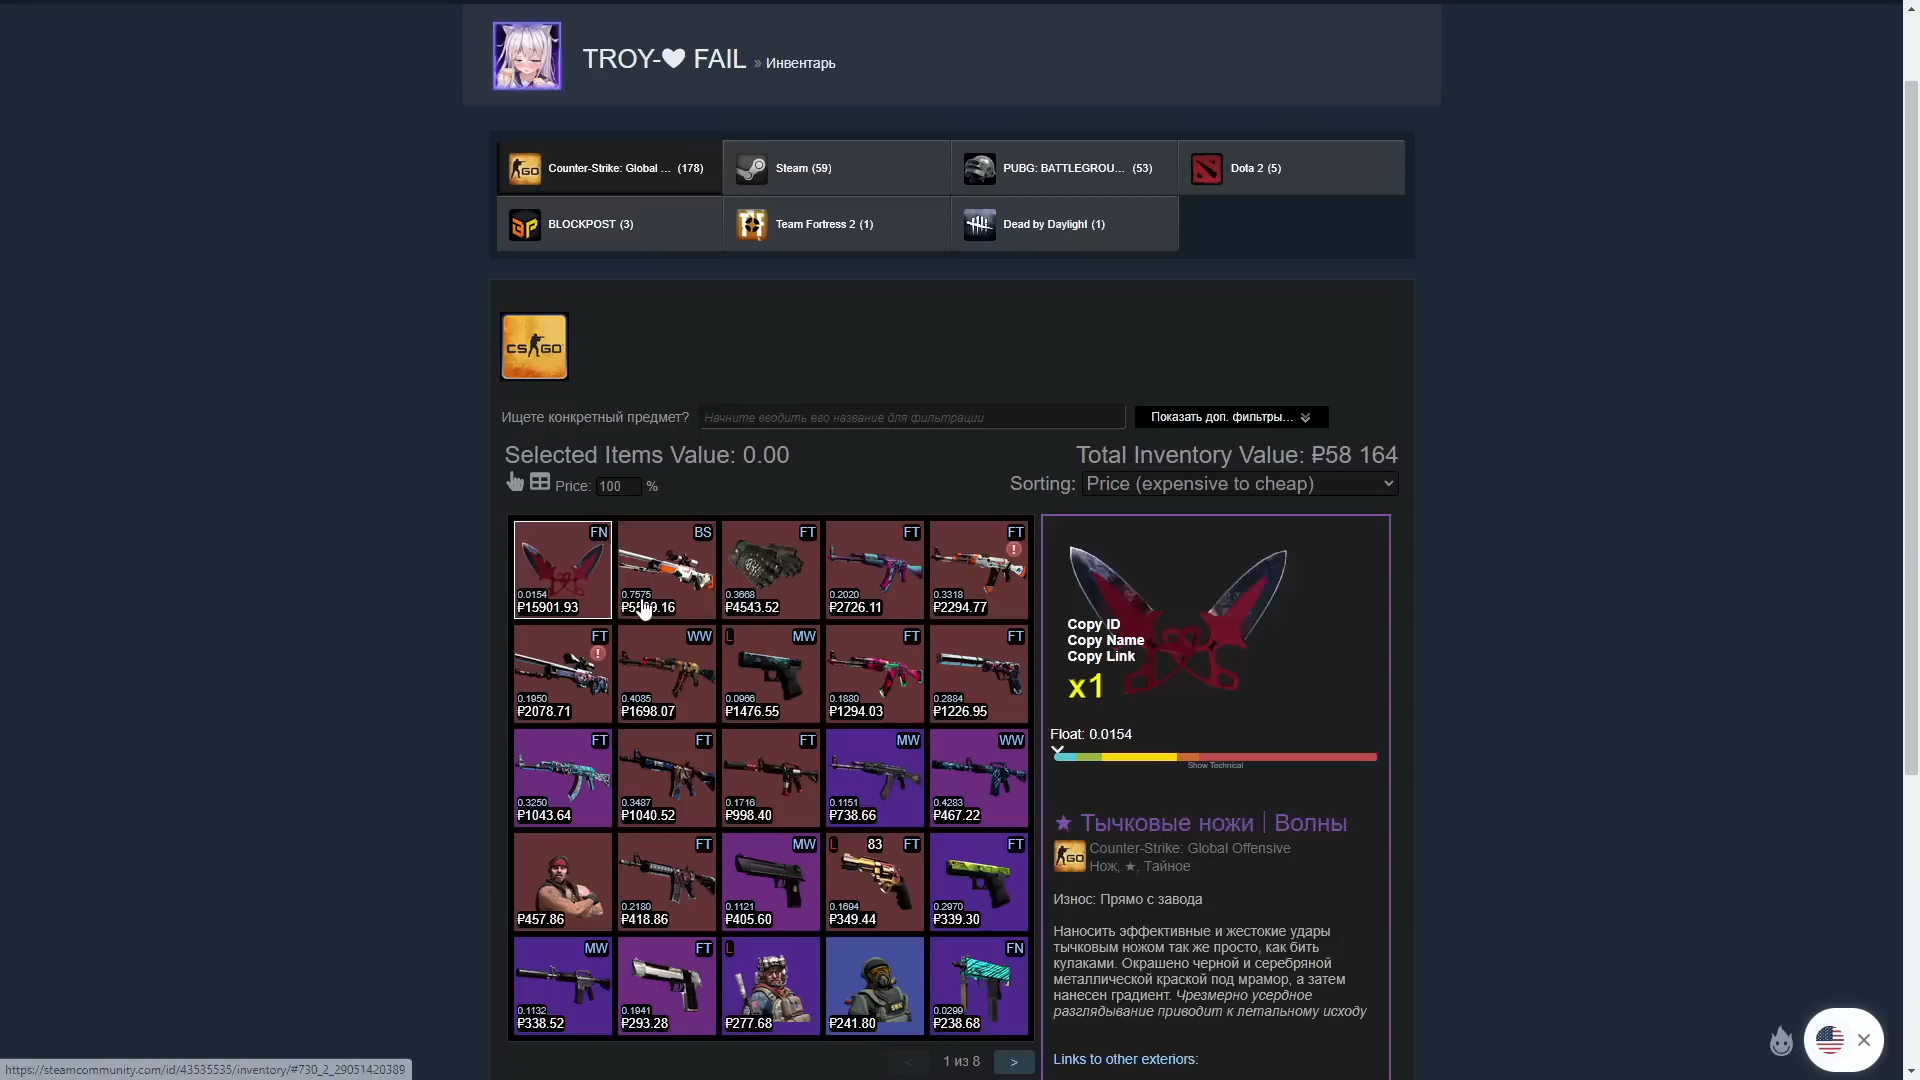 TROY-🤍 FAIL » Инвентарь
Counter-Strike: Global ... (178)
Steam (59)
PUBG: BATTLEGROU... (53)
Dota 2 (5)
BLOCKPOST (3)
Team Fortress 2 (1)
Dead by Daylight (1)
CS GO
Ищете конкретный предмет?
Начните вводить его название для фильтрации
Показать доп. фильтры...
Selected Items Value: 0.00
Total Inventory Value: ₽58 164
Price: 100 %
Sorting: Price (expensive to cheap)
FN BS FT FT FT
0.0154 0.7575 0.3668 0.2020 0.3318
₽15901.93 ₽4543.52 ₽2726.11 ₽2294.77
FT WW L MW FT FT
0.1950 0.4085 0.0966 0.1880 0.2884
₽2078.71 ₽1698.07 ₽1476.55 ₽1294.03 ₽1226.95
FT FT FT MW WW
0.3250 0.3487 0.1716 0.1151 0.4283
₽1043.64 ₽1040.52 ₽998.40 ₽738.66 ₽467.22
FT MW L 83 FT FT
0.2180 0.1121 0.1694 0.2970
₽457.86 ₽418.86 ₽405.60 ₽349.44 ₽339.30
MW FT L FN
0.1132 0.1941 0.0299
₽338.52 ₽293.28 ₽277.68 ₽241.80 ₽238.68
< 1 из 8 >
Copy ID
Copy Name
Copy Link
x1
Float: 0.0154
Show Technical
★ Тычковые ножи | Волны
Counter-Strike: Global Offensive
Нож, ★, Тайное
Износ: Прямо с завода
Наносить эффективные и жестокие удары
тычковым ножом так же просто, как бить
кулаками. Окрашено черной и серебряной
металлической краской под мрамор, а затем
нанесен градиент. Чрезмерно усердное
разглядывание приводит к летальному исходу
Links to other exteriors:
https://steamcommunity.com/id/43535535/inventory/#730_2_29051420389